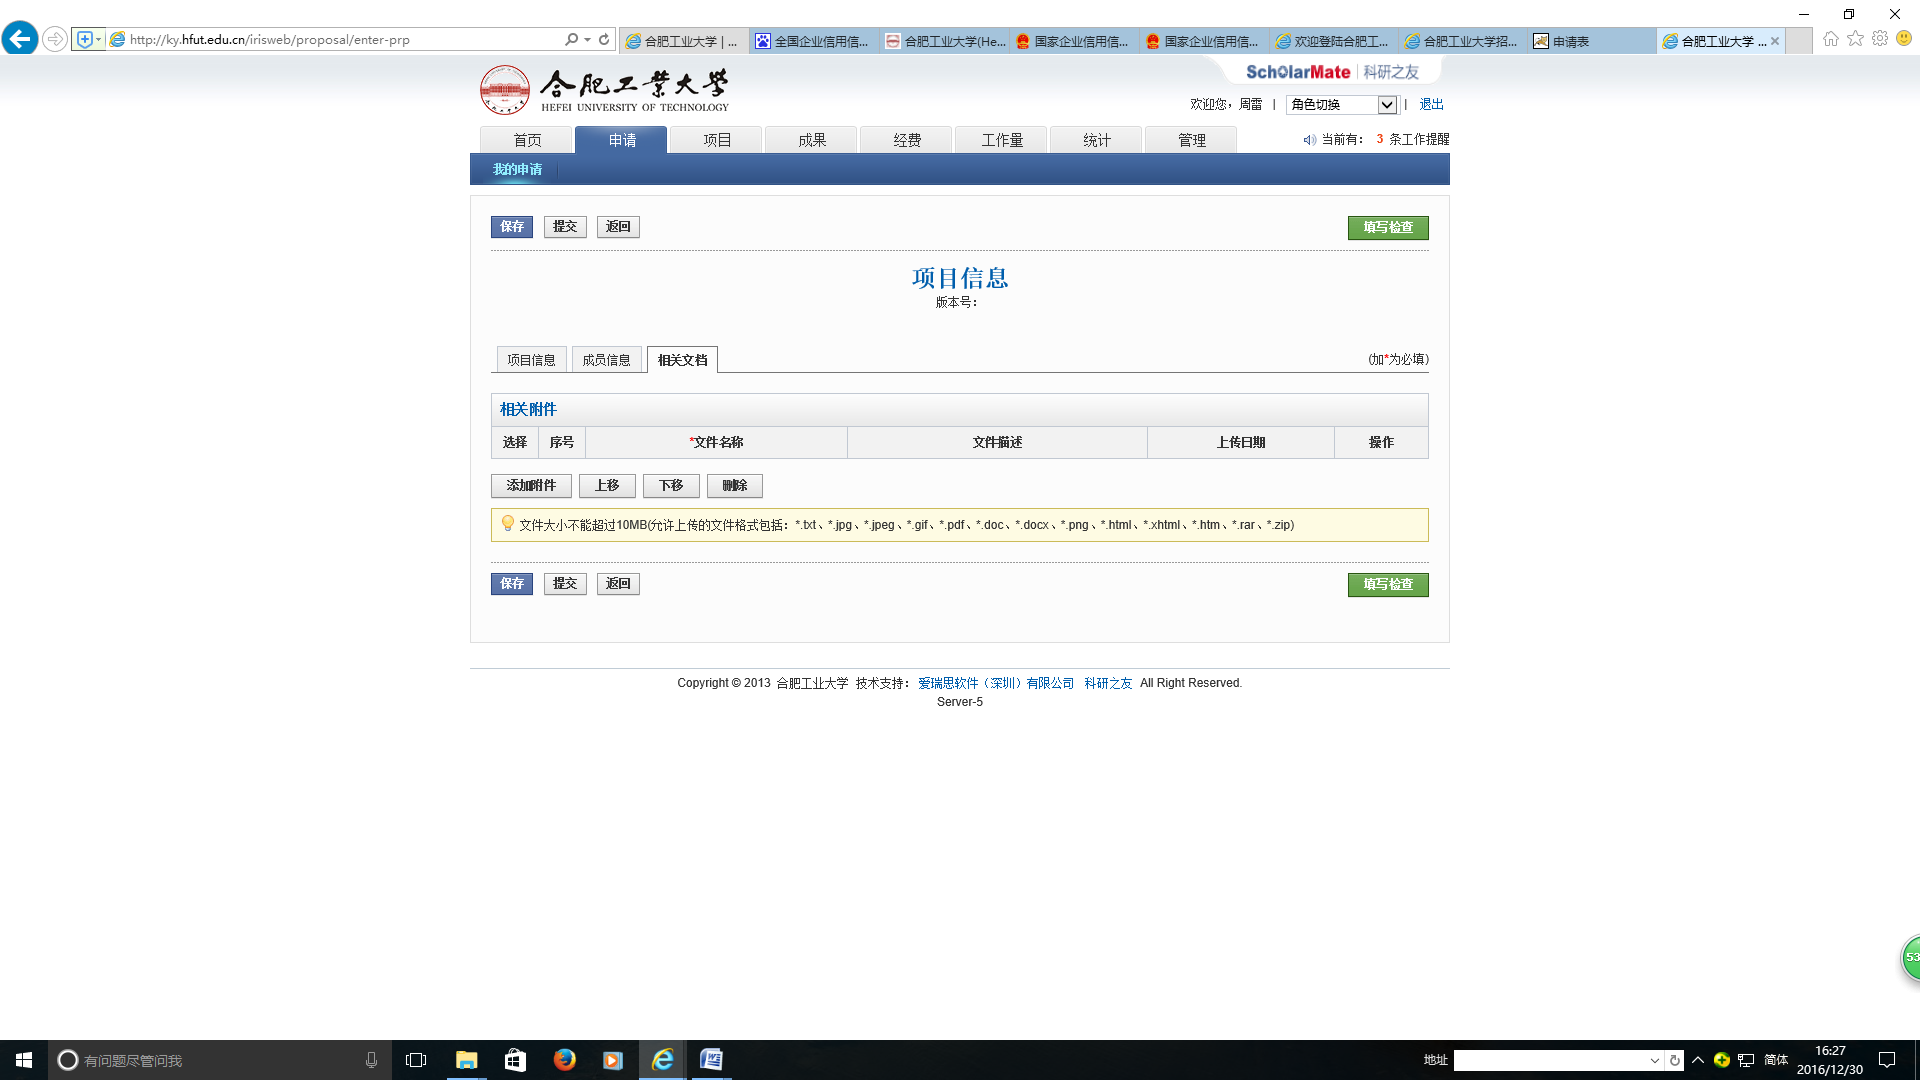 http://ky.hfut.edu.cn/irisweb/proposal/enter-prp
合肥工业大学 | ...
全国企业信用信...
合肥工业大学(He...
国家企业信用信...
国家企业信用信...
欢迎登陆合肥工...
合肥工业大学招...
申请表
合肥工业大学 ...
合肥工業大學
HEFEI UNIVERSITY OF TECHNOLOGY
SchOlarMate | 科研之友
欢迎您，周雷 | 角色切换 | 退出
首页 申请 项目 成果 经费 工作量 统计 管理
当前有： 3 条工作提醒
我的申请
保存 提交 返回 填写检查
项目信息
版本号：
项目信息 成员信息 相关文档 (加*为必填)
相关附件
选择 序号 *文件名称 文件描述 上传日期 操作
添加附件 上移 下移 删除
文件大小不能超过10MB(允许上传的文件格式包括：*.txt、*.jpg、*.jpeg、*.gif、*.pdf、*.doc、*.docx、*.png、*.html、*.xhtml、*.htm、*.rar、*.zip)
保存 提交 返回 填写检查
Copyright © 2013 合肥工业大学 技术支持： 爱瑞思软件（深圳）有限公司 科研之友 All Right Reserved.
Server-5
53
有问题尽管问我
地址
简体
16:27
2016/12/30